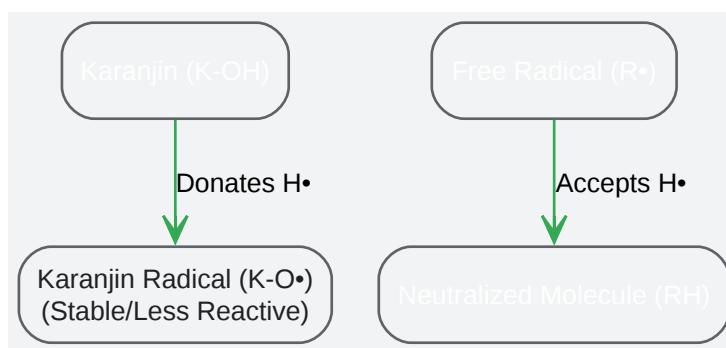 Karanjin (K-OH)
Free Radical (R•)
Donates H•
Accepts H•
Karanjin Radical (K-O•)
(Stable/Less Reactive)
Neutralized Molecule (RH)